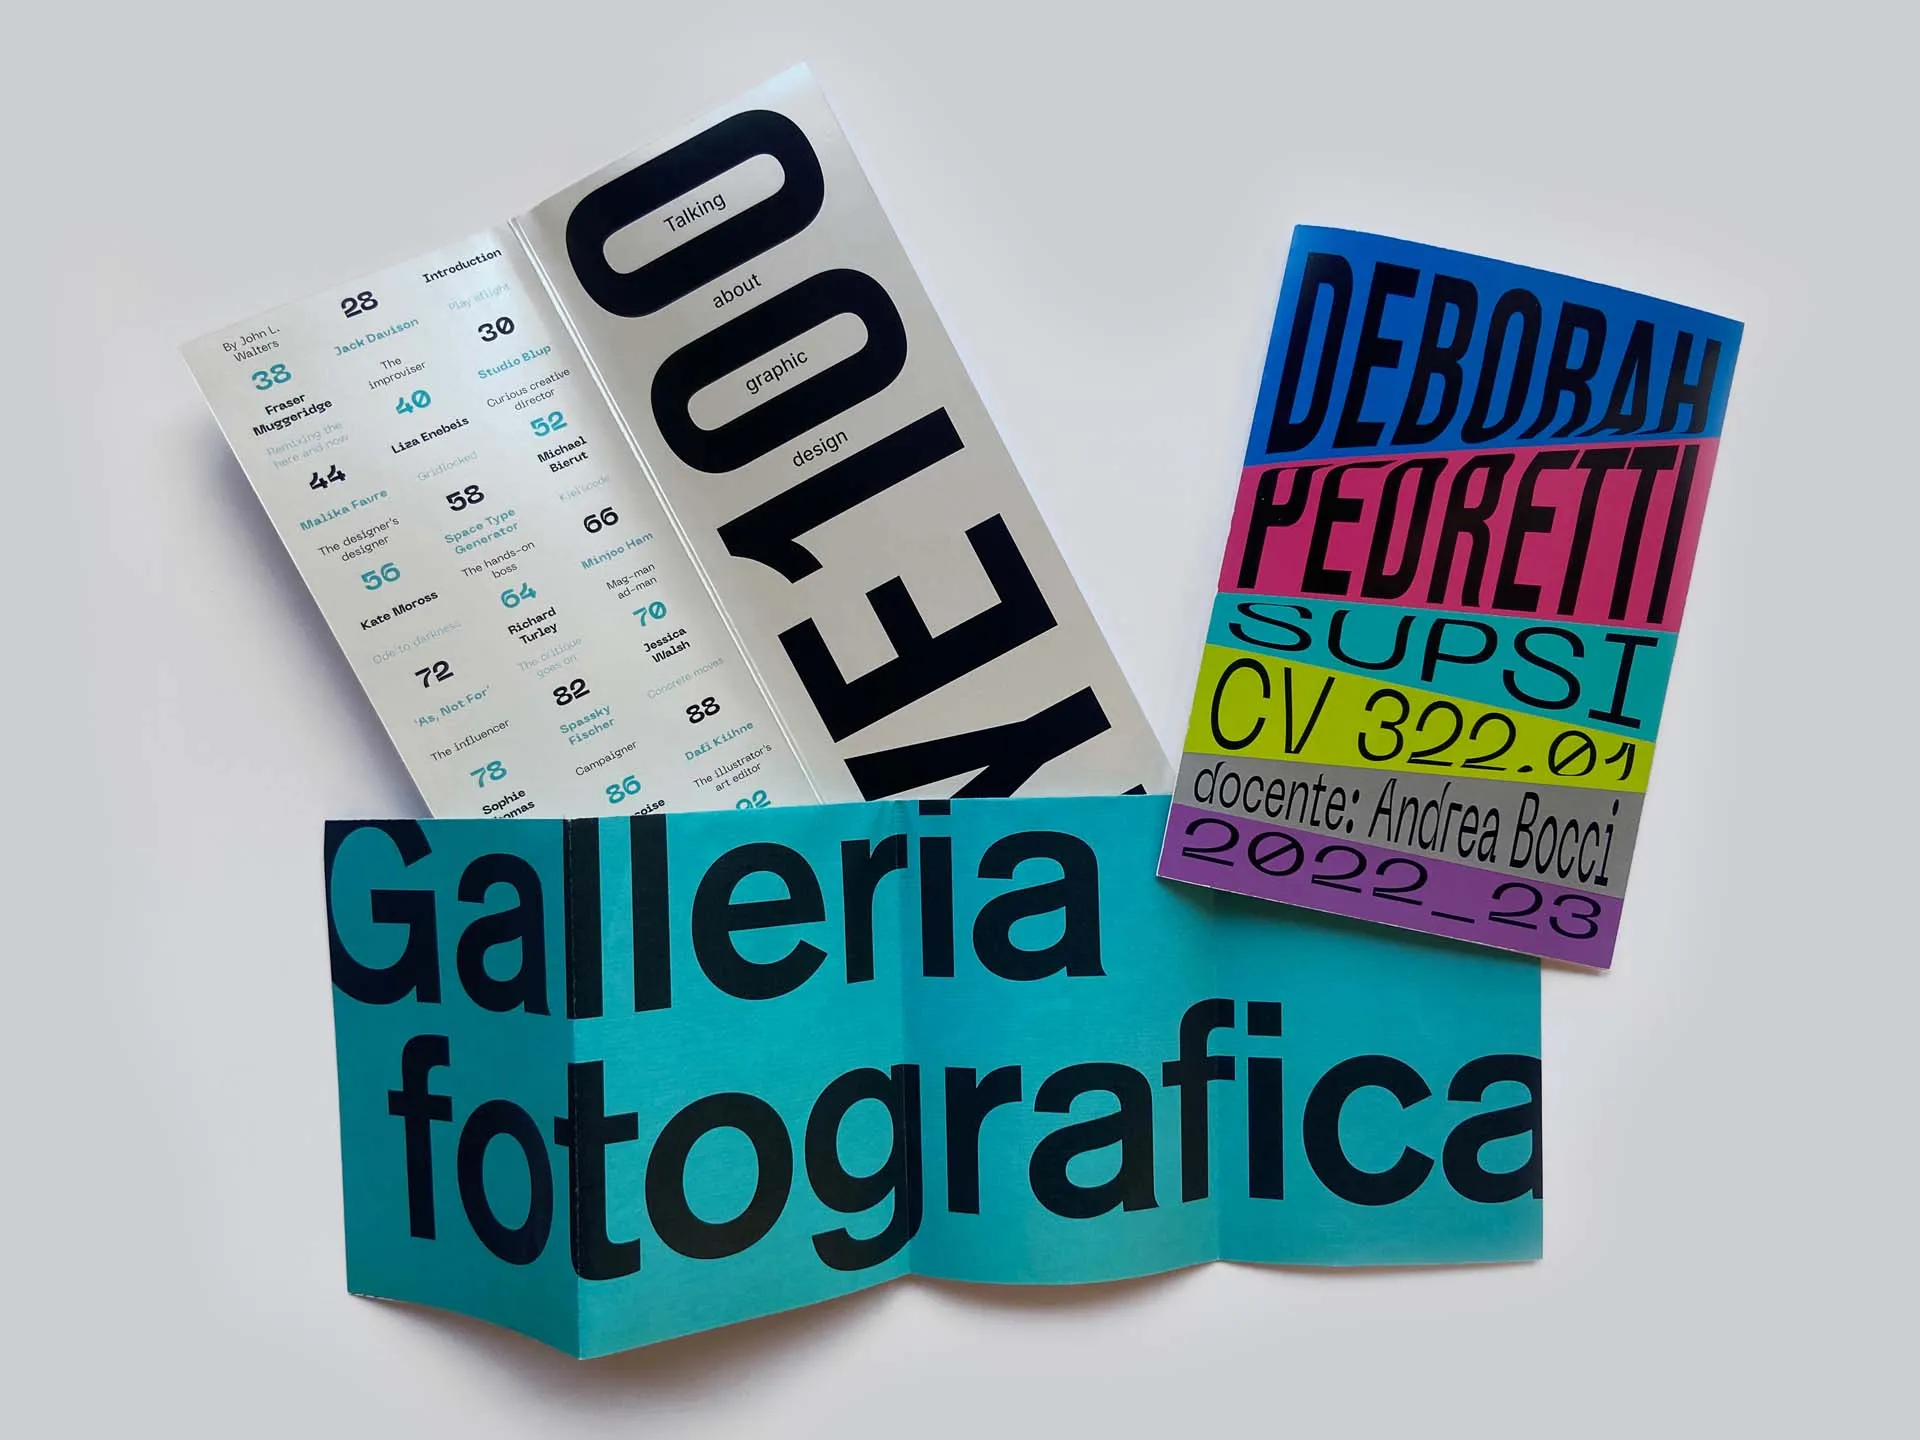 Introduction
Play aflight
By John L.
Walters
28
Jack Davison
The
improviser
30
Studio Blup
Curious creative
director
38
Fraser
Muggeridge
Remixing the
here and now
40
Liza Enebeis
Gridlocked
52
Michael
Bierut
44
Malika Favre
The designer's
designer
58
Space Type
Generator
The hands-on
boss
66
Minjoo Ham
Mag-man
ad-man
56
Kate Moross
Ode to darkness
64
Richard
Turley
The critique
goes on
70
Jessica
Walsh
Concrete moves
72
'As, Not For'
The influencer
82
Spassky
Fischer
Campaigner
88
Dafi Kühne
The illustrator's
art editor
78
Sophie
86
92
Talking
about
graphic
design
100
DEBORAH
PEDRETTI
SUPSI
CV 322.01
docente: Andrea Bocci
2022_23
Galleria
fotografica